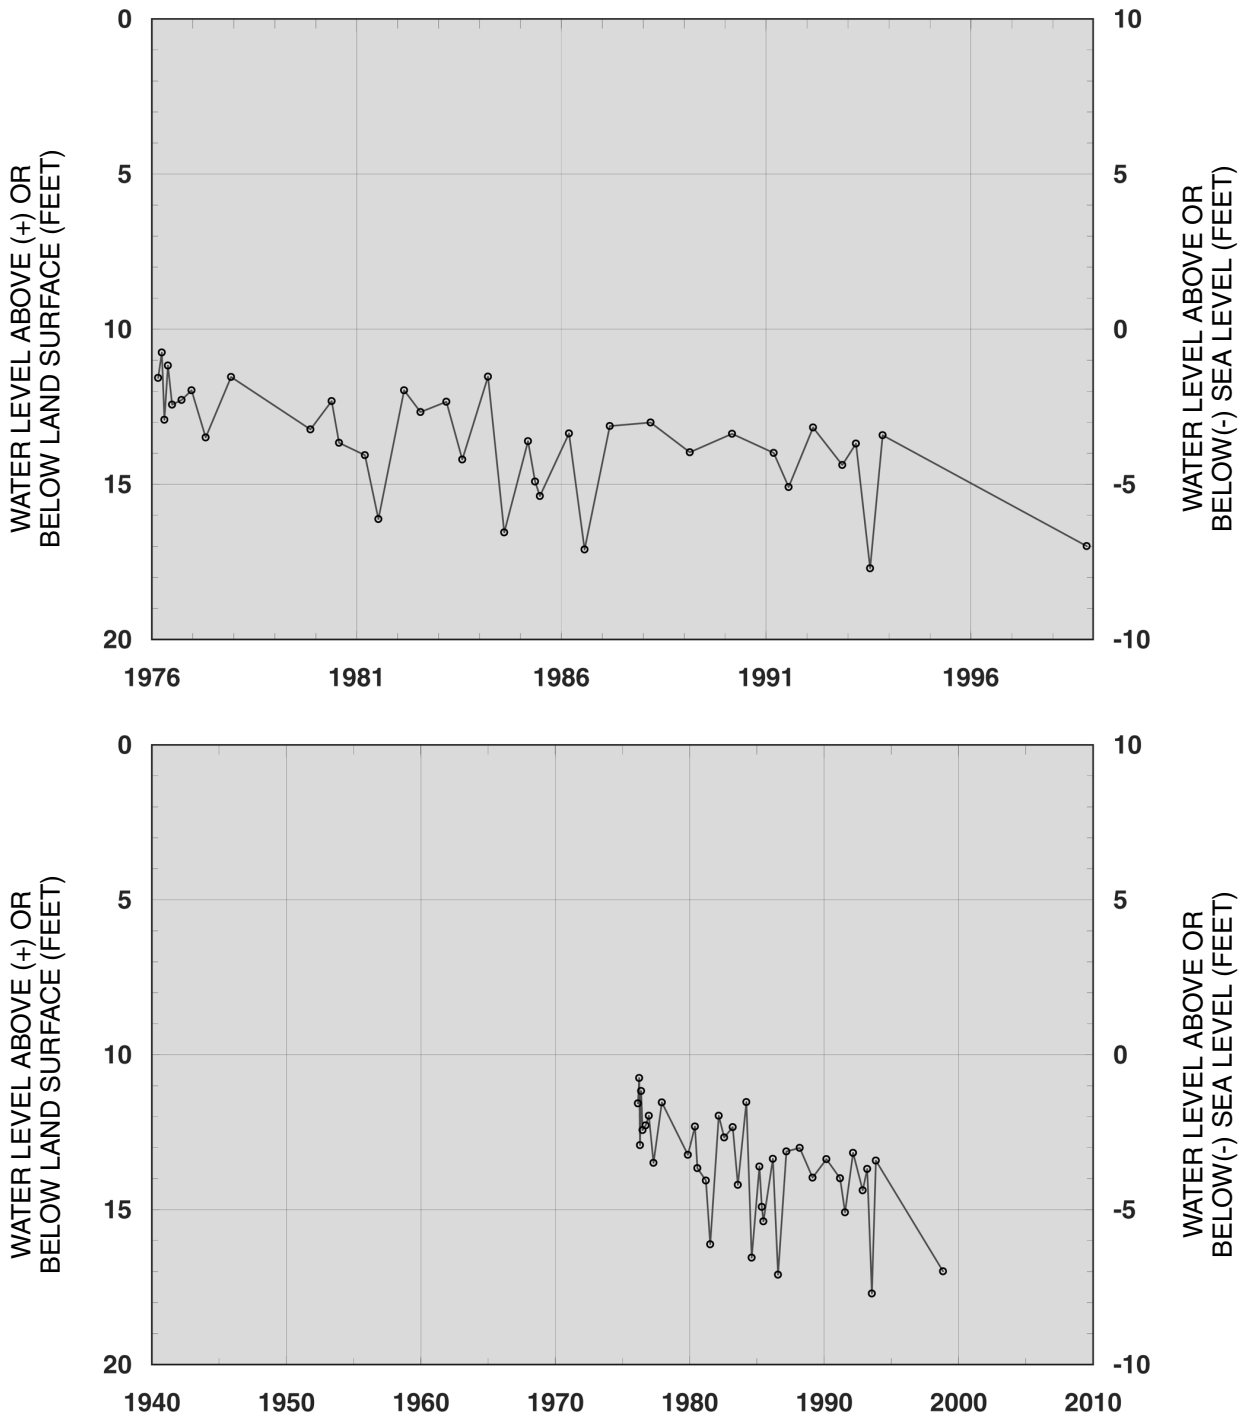 0
5
10
15
20
WATER LEVEL ABOVE (+) OR
BELOW LAND SURFACE (FEET)
10
5
0
-5
-10
WATER LEVEL ABOVE OR
BELOW(-) SEA LEVEL (FEET)
1976 1981 1986 1991 1996
0
5
10
15
20
WATER LEVEL ABOVE (+) OR
BELOW LAND SURFACE (FEET)
10
5
0
-5
-10
WATER LEVEL ABOVE OR
BELOW(-) SEA LEVEL (FEET)
1940 1950 1960 1970 1980 1990 2000 2010